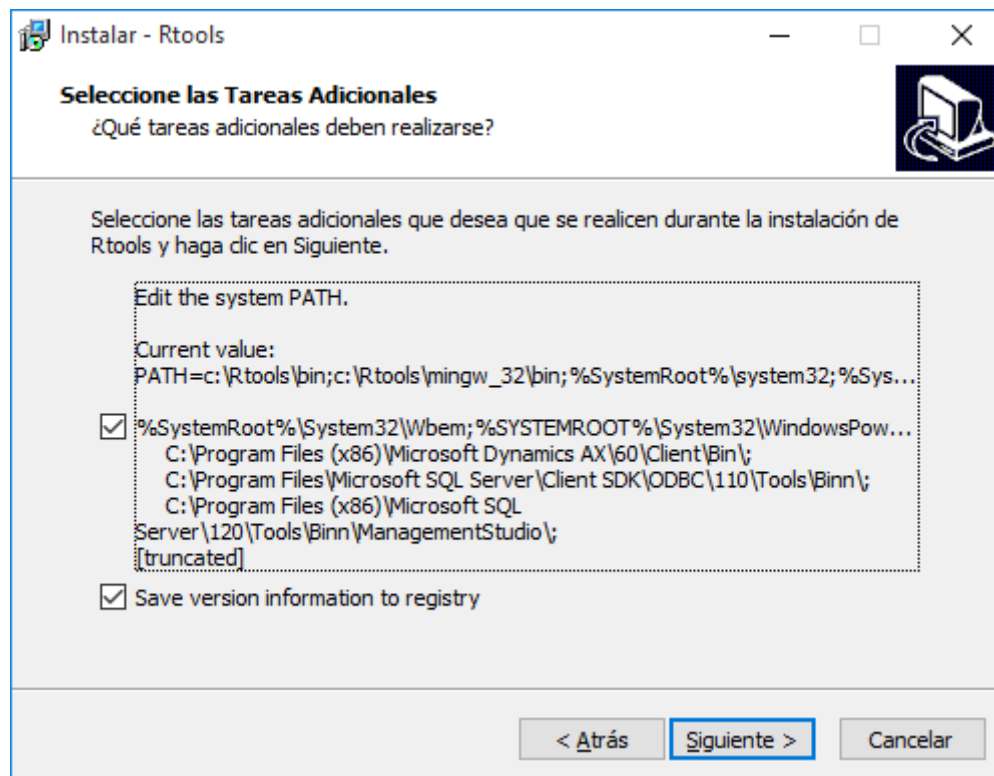 Instalar - Rtools
Seleccione las Tareas Adicionales
¿Qué tareas adicionales deben realizarse?
Seleccione las tareas adicionales que desea que se realicen durante la instalación de
Rtools y haga clic en Siguiente.
Edit the system PATH.
Current value:
PATH=c:\Rtools\bin;c:\Rtools\mingw_32\bin;%SystemRoot%\system32;%Sys...
%SystemRoot%\System32\Wbem;%SYSTEMROOT%\System32\WindowsPow...
C:\Program Files (x86)\Microsoft Dynamics AX\60\Client\Bin\;
C:\Program Files\Microsoft SQL Server\Client SDK\ODBC\110\Tools\Binn\;
C:\Program Files (x86)\Microsoft SQL
Server\120\Tools\Binn\ManagementStudio\;
[truncated]
Save version information to registry
< Atrás
Siguiente >
Cancelar